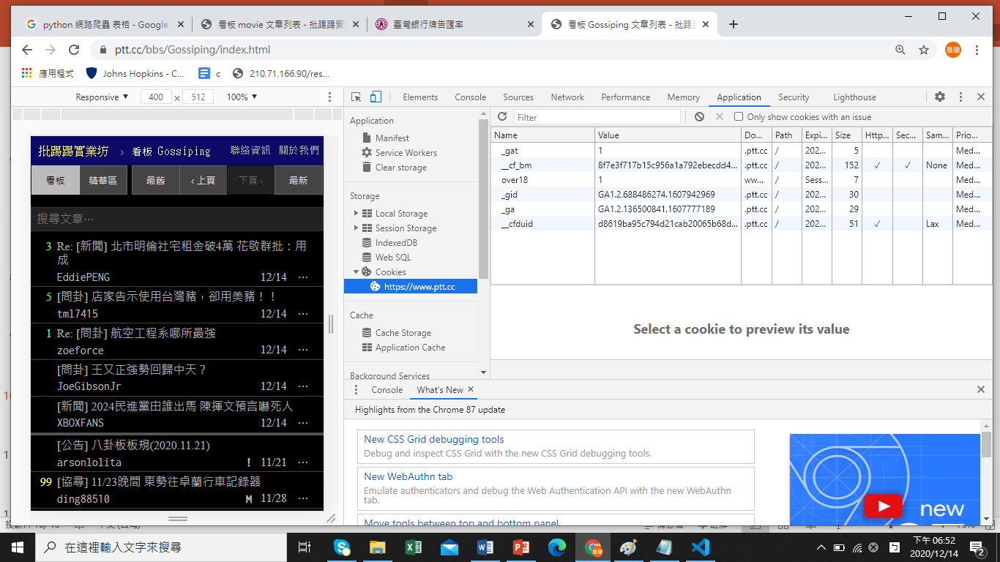 python 網路爬蟲 表格 - Google
看板 movie 文章列表 - 批踢踢實
臺灣銀行牌告匯率
看板 Gossiping 文章列表 - 批踢
ptt.cc/bbs/Gossiping/index.html
晨鐘
應用程式
Johns Hopkins - C...
c
210.71.166.90/res...
Responsive ▼ 400 × 512 100% ▼
Elements Console Sources Network Performance Memory Application Security Lighthouse
批踢踢實業坊 › 看板 Gossiping 聯絡資訊 關於我們
看板 精華區 最舊 ‹ 上頁 下頁 › 最新
搜尋文章⋯
3 Re: [新聞] 北市明倫社宅租金破4萬 花敬群批：用
成
EddiePENG 12/14 ⋯
5 [問卦] 店家告示使用台灣豬，卻用美豬！！
tml7415 12/14 ⋯
1 Re: [問卦] 航空工程系哪所最強
zoeforce 12/14 ⋯
[問卦] 王又正強勢回歸中天？
JoeGibsonJr 12/14 ⋯
[新聞] 2024民進黨由誰出馬 陳揮文預言嚇死人
XBOXFANS 12/14 ⋯
[公告] 八卦板板規(2020.11.21)
arsonlolita ! 11/21 ⋯
99 [協尋] 11/23晚間 東勢往卓蘭行車記錄器
ding88510 M 11/28 ⋯
Application
Manifest
Service Workers
Clear storage
Storage
Local Storage
Session Storage
IndexedDB
Web SQL
Cookies
https://www.ptt.cc
Cache
Cache Storage
Application Cache
Background Services
Filter
Only show cookies with an issue
Name Value Do... Path Expi... Size Http... Sec... Sam... Prio...
_gat 1 .ptt.cc / 202... 5 Med...
__cf_bm 8f7e3f717b15c956a1a792ebecdd4... .ptt.cc / 202... 152 ✓ ✓ None Med...
over18 1 ww... / Sess... 7 Med...
_gid GA1.2.688486274.1607942969 .ptt.cc / 202... 30 Med...
_ga GA1.2.136500841.1607777189 .ptt.cc / 202... 29 Med...
__cfduid d8619ba95c794d21cab20065b68d... .ptt.cc / 202... 51 ✓ Lax Med...
Select a cookie to preview its value
Console What's New
Highlights from the Chrome 87 update
New CSS Grid debugging tools
Debug and inspect CSS Grid with the new CSS Grid debugging tools.
New WebAuthn tab
Emulate authenticators and debug the Web Authentication API with the new WebAuthn
tab.
Move tools between top and bottom panel
new
在這裡輸入文字來搜尋
下午 06:52
2020/12/14
2